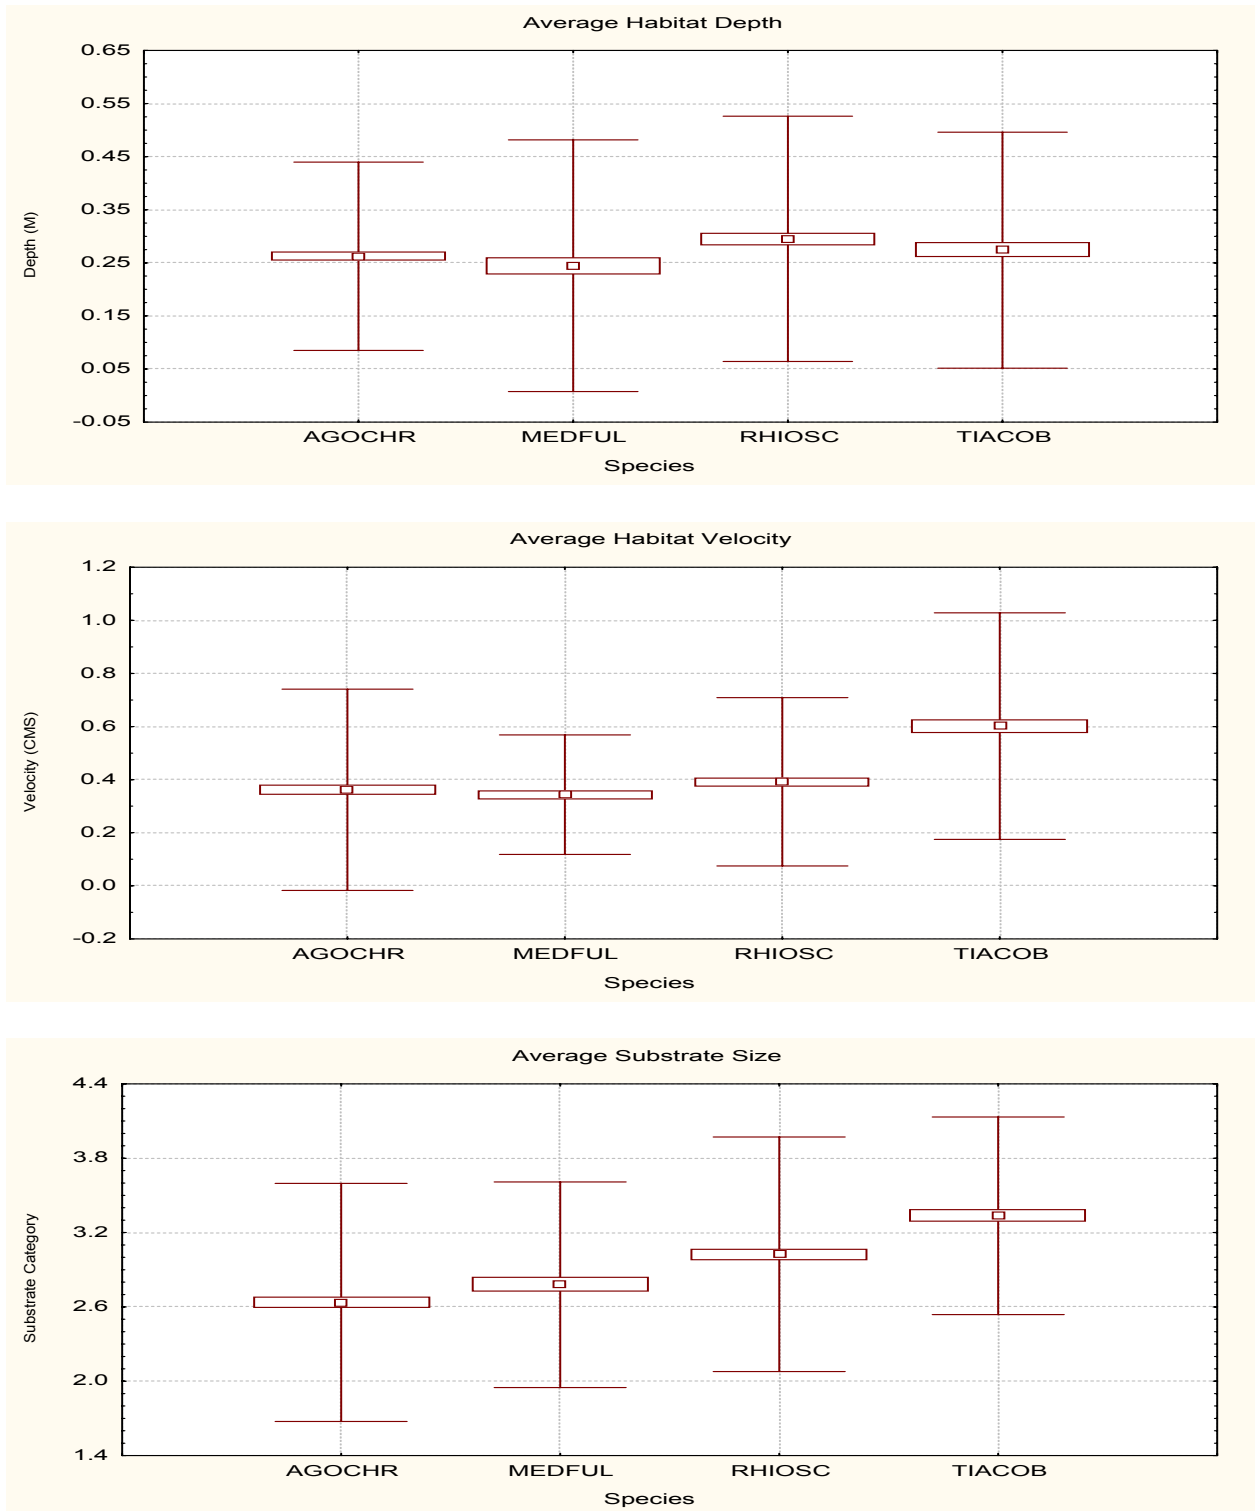 Average Habitat Depth
0.65
0.55
0.45
0.35
0.25
0.15
0.05
-0.05
Depth (M)
AGOCHR MEDFUL RHIOSC TIACOB
Species
Average Habitat Velocity
1.2
1.0
0.8
0.6
0.4
0.2
0.0
-0.2
Velocity (CMS)
AGOCHR MEDFUL RHIOSC TIACOB
Species
Average Substrate Size
4.4
3.8
3.2
2.6
2.0
1.4
Substrate Category
AGOCHR MEDFUL RHIOSC TIACOB
Species